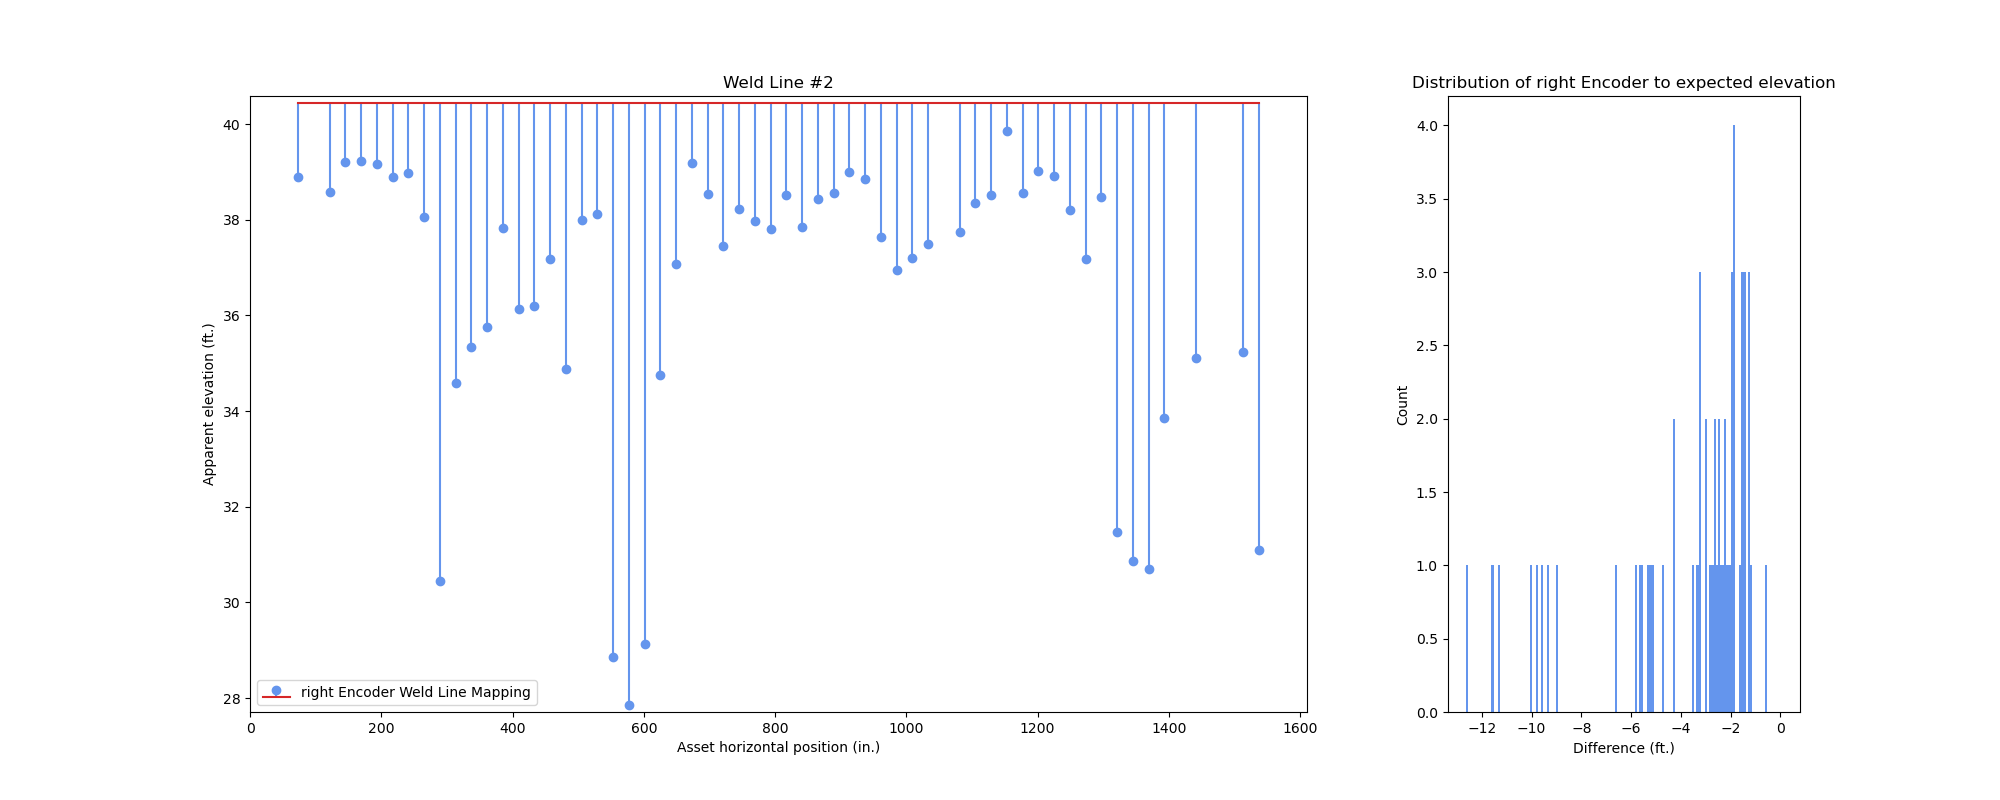 Weld Line #2
Apparent elevation (ft.)
40
38
36
34
32
30
28
0 200 400 600 800 1000 1200 1400 1600
Asset horizontal position (in.)
right Encoder Weld Line Mapping
Distribution of right Encoder to expected elevation
Count
4.0
3.5
3.0
2.5
2.0
1.5
1.0
0.5
0.0
−12 −10 −8 −6 −4 −2 0
Difference (ft.)